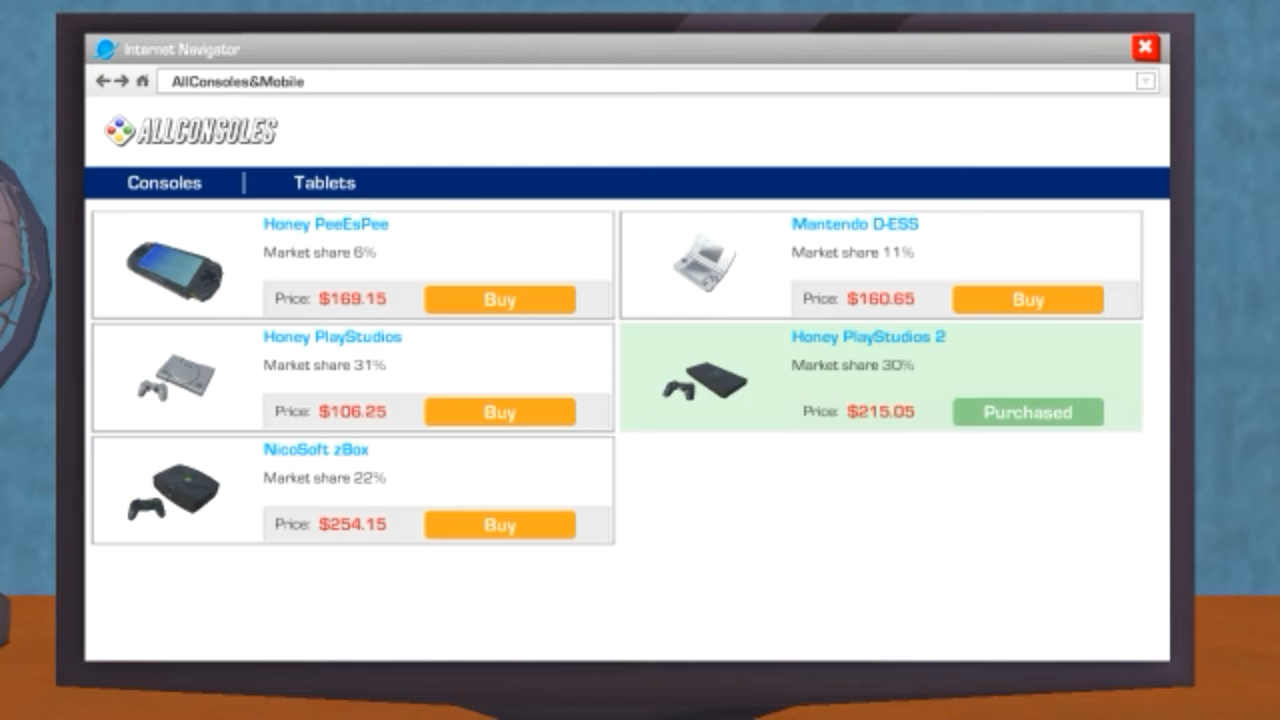 Internet Navigator
AllConsoles&Mobile
ALLCONSOLES
Consoles | Tablets
Honey PeeEsPee
Market share 6%
Price: $169.15 Buy
Mantendo D-ESS
Market share 11%
Price: $160.65 Buy
Honey PlayStudios
Market share 31%
Price: $106.25 Buy
Honey PlayStudios 2
Market share 30%
Price: $215.05 Purchased
NicoSoft zBox
Market share 22%
Price: $254.15 Buy